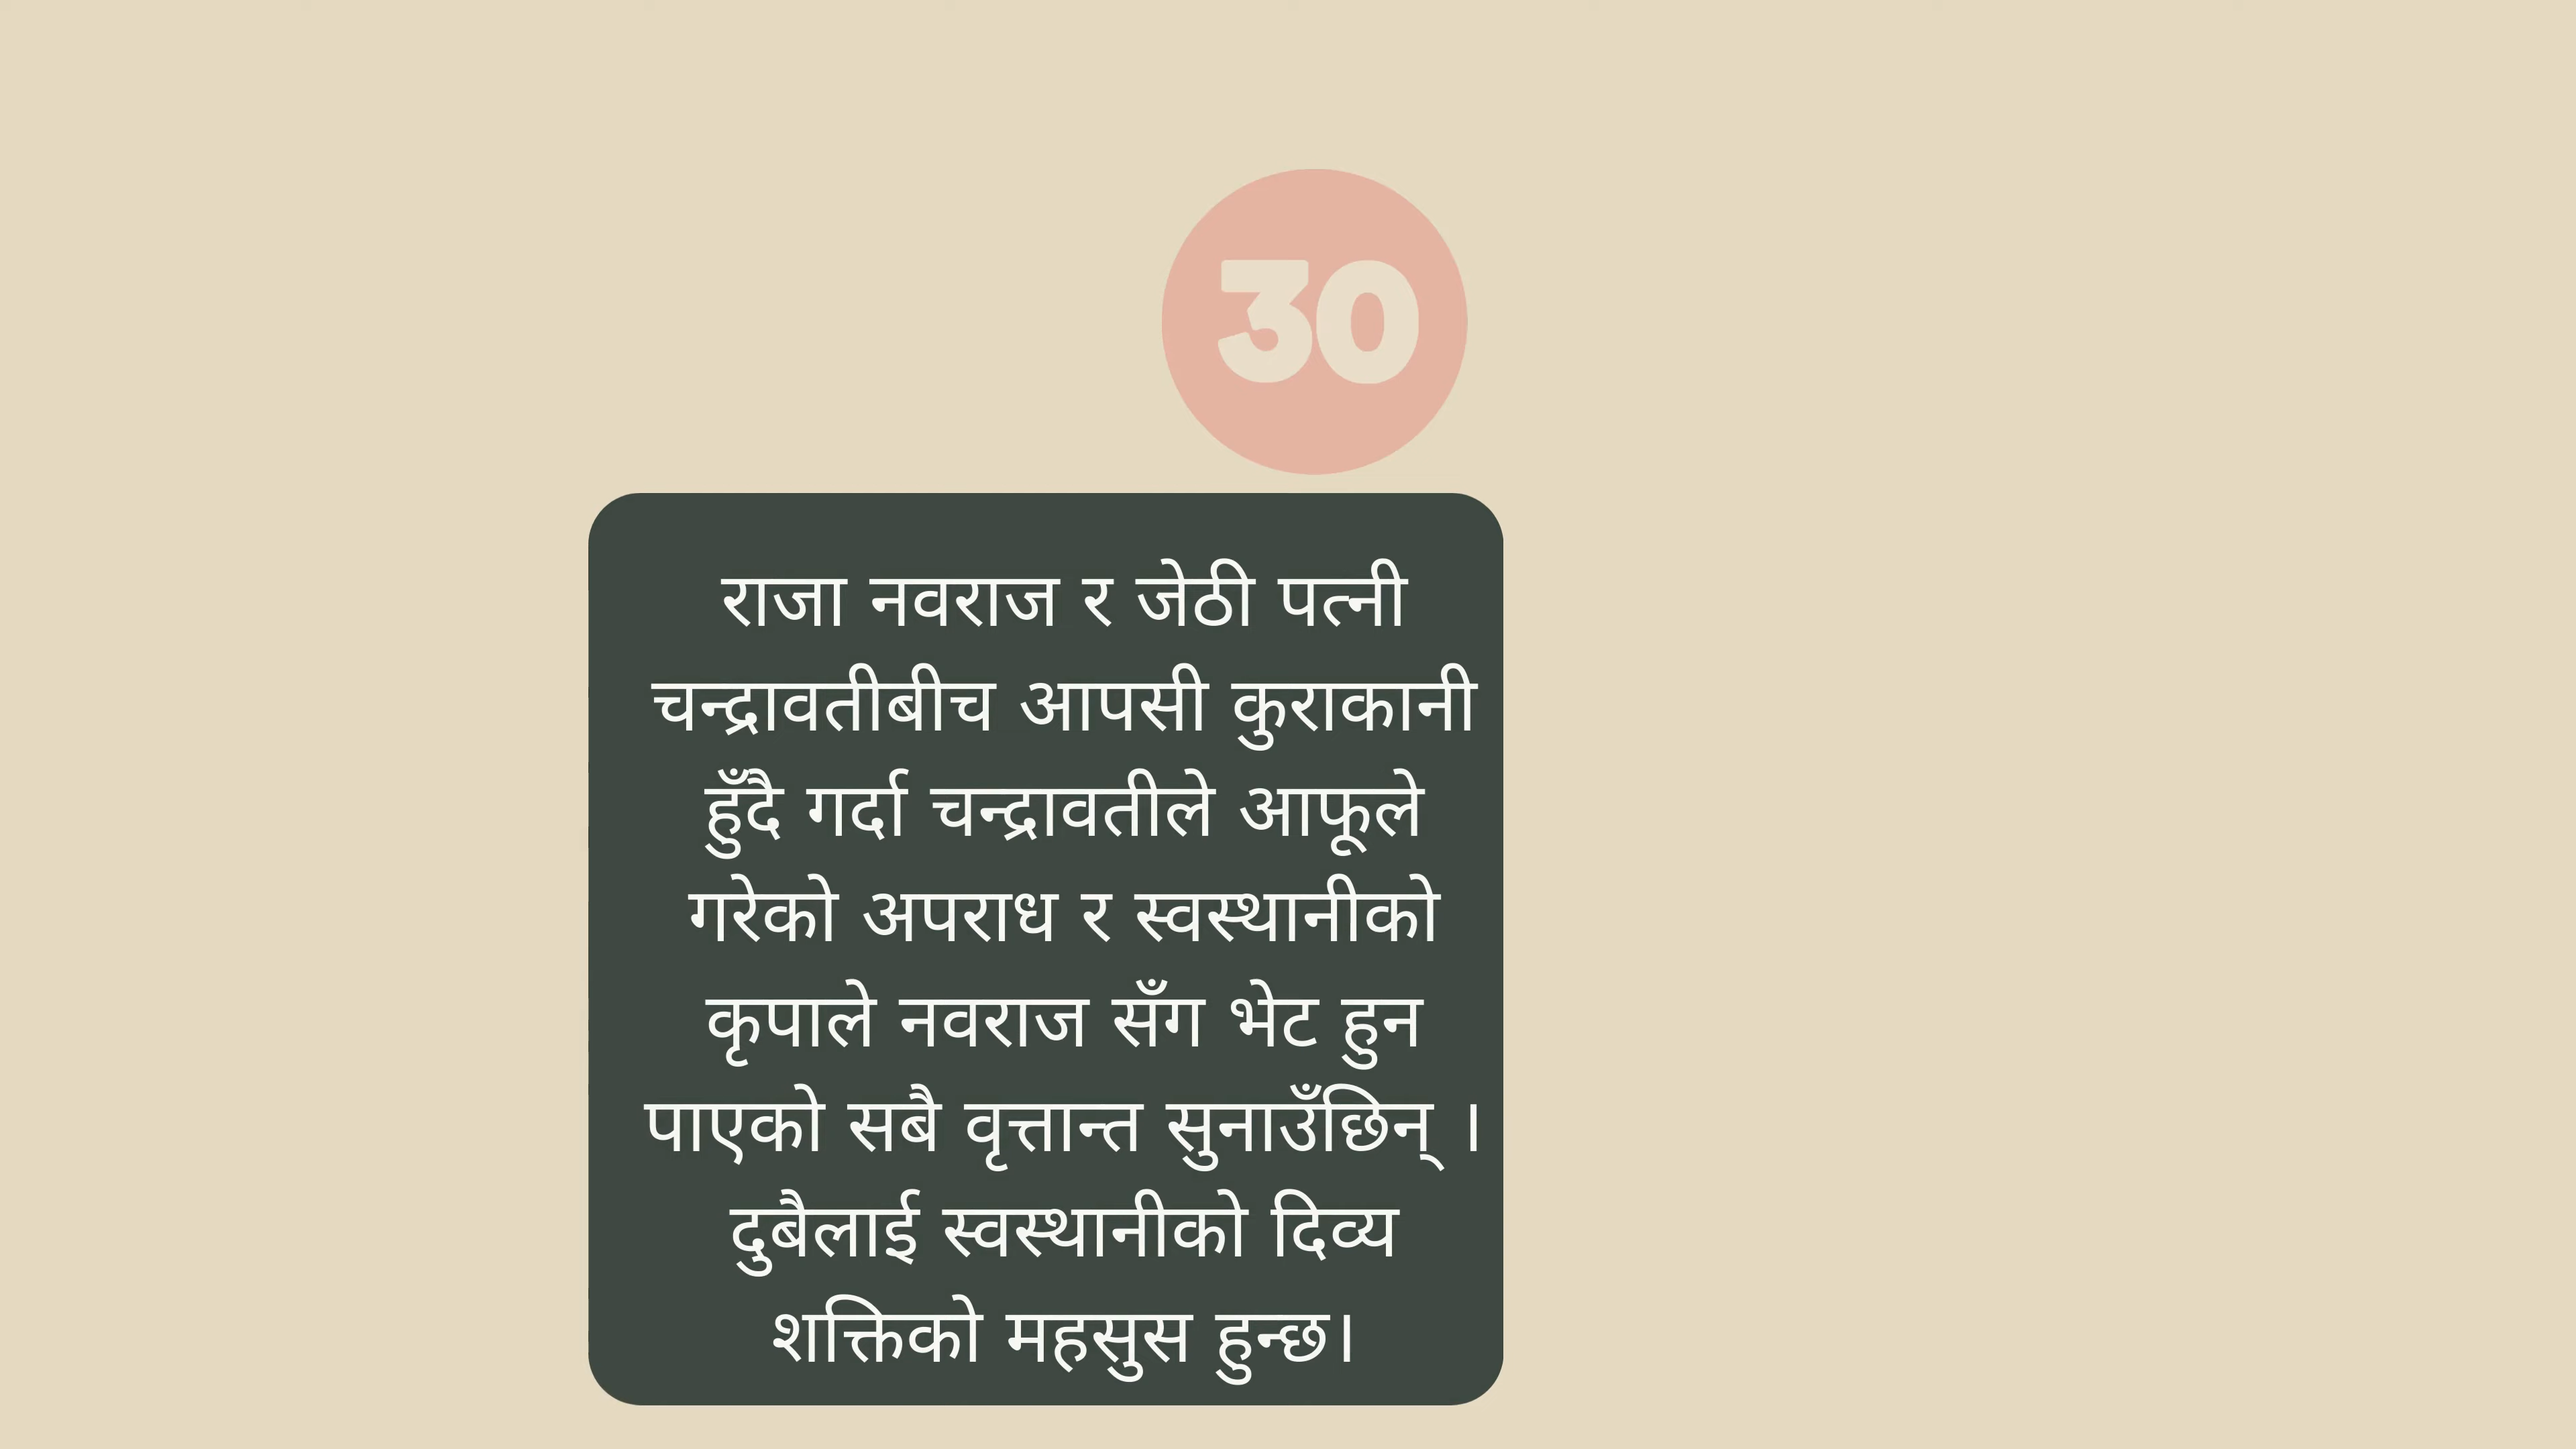 30
राजा नवराज र जेठी पत्नी
चन्द्रावतीबीच आपसी कुराकानी
हुँदै गर्दा चन्द्रावतीले आफूले
गरेको अपराध र स्वस्थानीको
कृपाले नवराज सँग भेट हुन
पाएको सबै वृत्तान्त सुनाउँछिन् ।
दुबैलाई स्वस्थानीको दिव्य
शक्तिको महसुस हुन्छ।